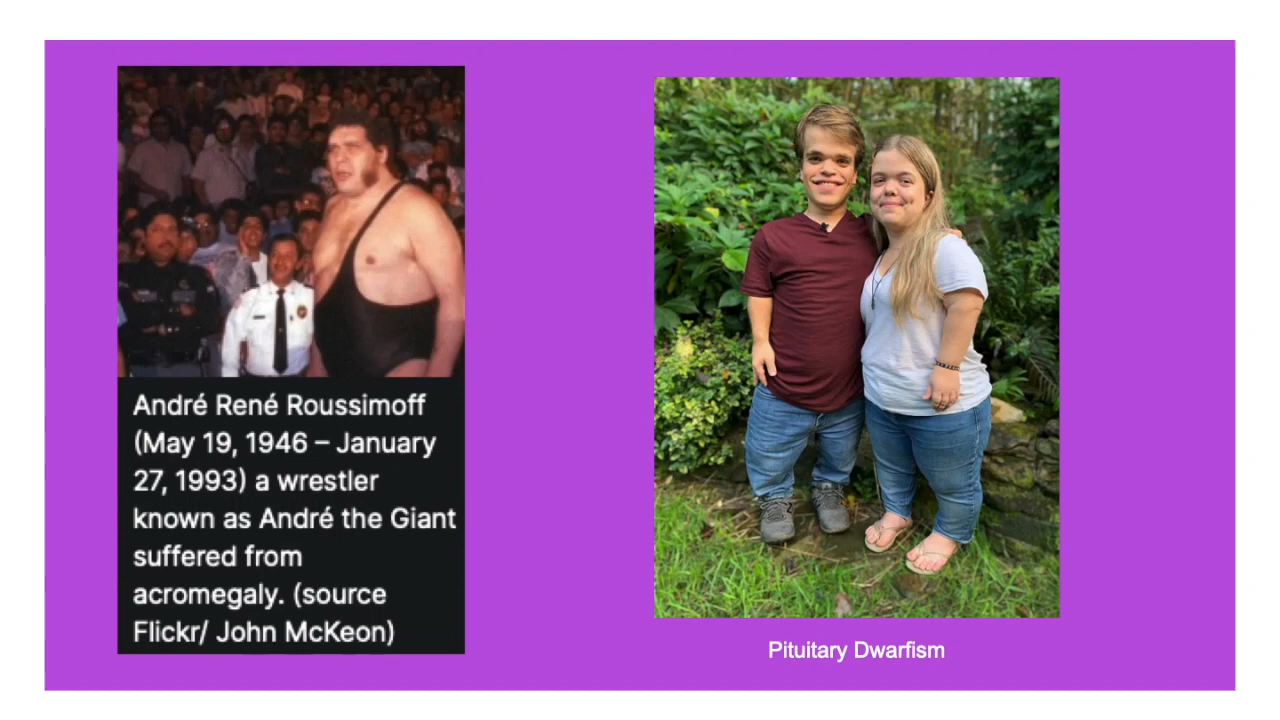 André René Roussimoff
(May 19, 1946 – January
27, 1993) a wrestler
known as André the Giant
suffered from
acromegaly. (source
Flickr/ John McKeon)
Pituitary Dwarfism